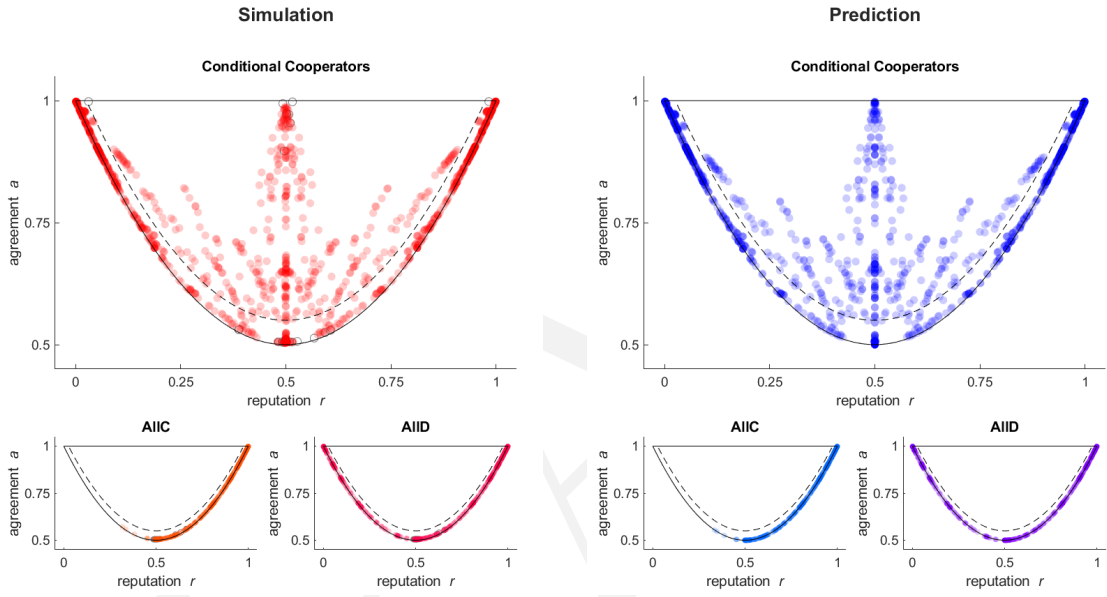 Simulation
Conditional Cooperators
agreement a
1
0.75
0.5
0
0.25
0.5
0.75
1
reputation r
AllC
agreement a
1
0.75
0.5
0
0.5
1
reputation r
AllD
agreement a
1
0.75
0.5
0
0.5
1
reputation r
Prediction
Conditional Cooperators
agreement a
1
0.75
0.5
0
0.25
0.5
0.75
1
reputation r
AllC
agreement a
1
0.75
0.5
0
0.5
1
reputation r
AllD
agreement a
1
0.75
0.5
0
0.5
1
reputation r